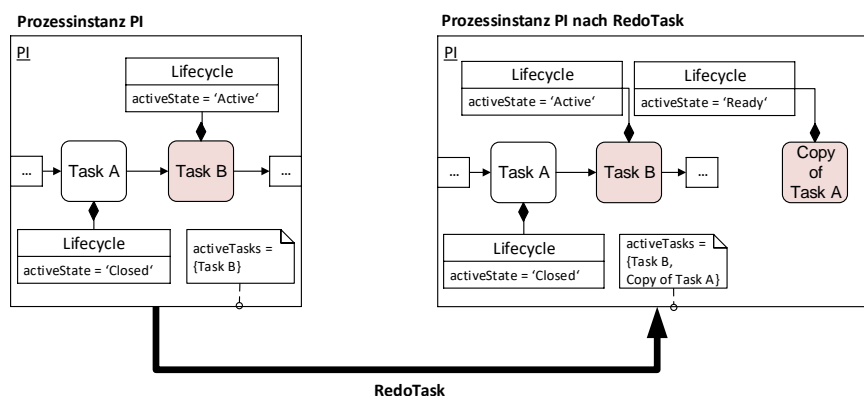 Prozessinstanz PI
PI
Lifecycle
activeState = ‘Active‘
...
Task A
Task B
...
Lifecycle
activeState = ‘Closed‘
activeTasks =
{Task B}
Prozessinstanz PI nach RedoTask
PI
Lifecycle
activeState = ‘Active‘
Lifecycle
activeState = ‘Ready‘
...
Task A
Task B
...
Copy
of
Task A
Lifecycle
activeState = ‘Closed‘
activeTasks =
{Task B,
Copy of Task A}
RedoTask